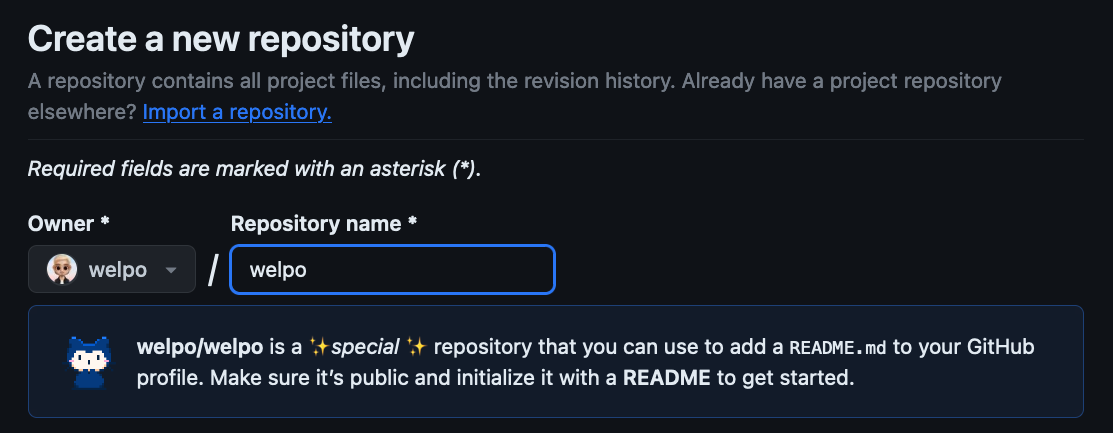 Create a new repository
A repository contains all project files, including the revision history. Already have a project repository
elsewhere? Import a repository.
Required fields are marked with an asterisk (*).
Owner * Repository name *
welpo / welpo
welpo/welpo is a ✨special ✨ repository that you can use to add a README.md to your GitHub
profile. Make sure it’s public and initialize it with a README to get started.